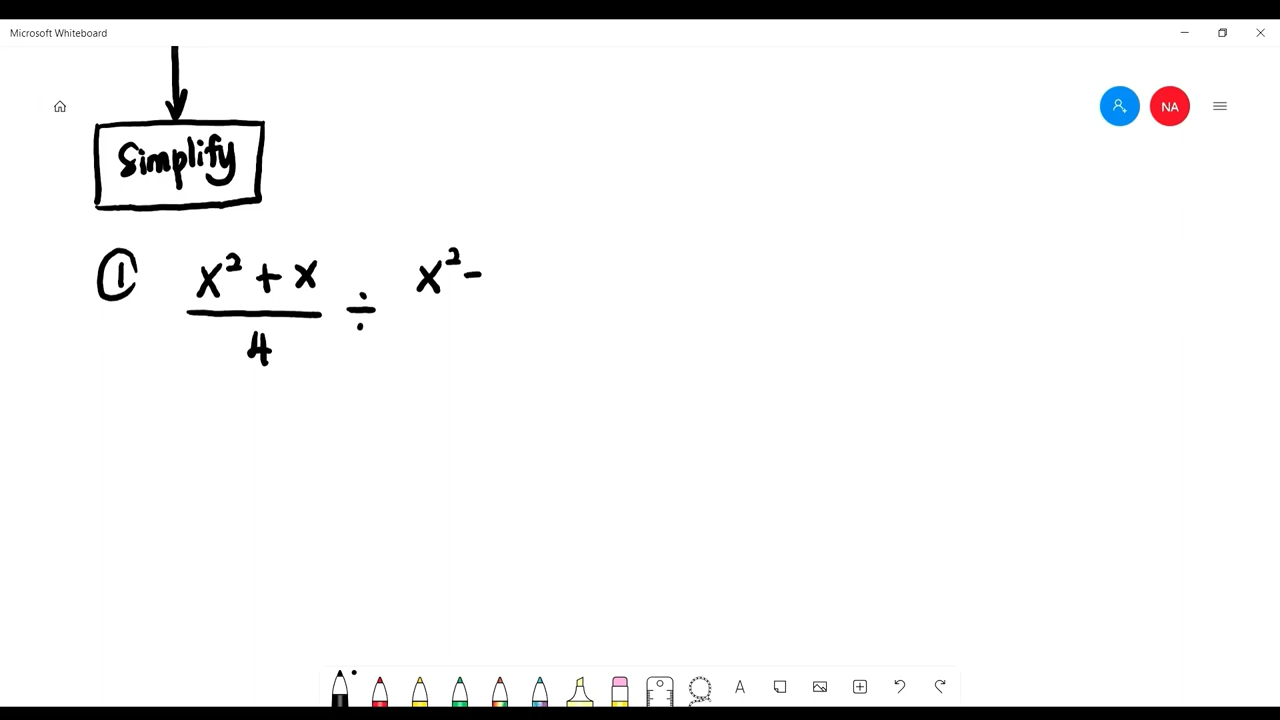 Microsoft Whiteboard
NA
Simplify
① x² + x ÷ x² -
4
A